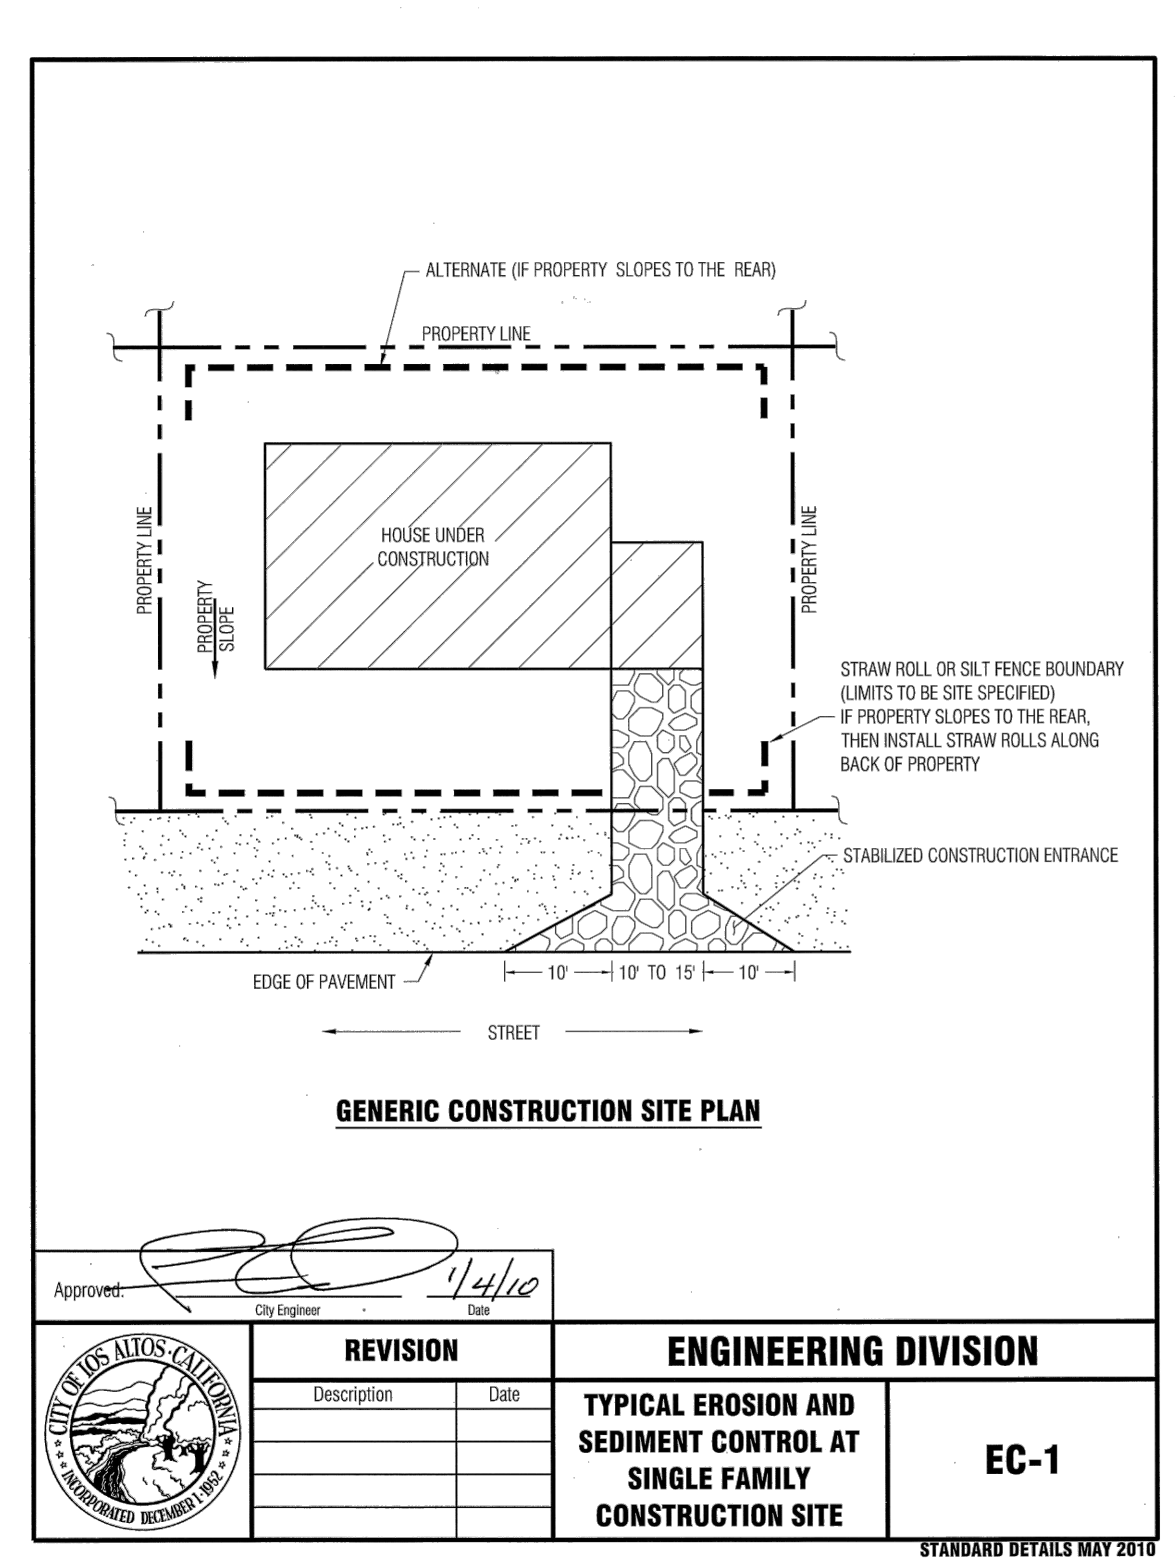 ALTERNATE (IF PROPERTY SLOPES TO THE REAR)
PROPERTY LINE
PROPERTY LINE
PROPERTY LINE
HOUSE UNDER
CONSTRUCTION
PROPERTY
SLOPE
STRAW ROLL OR SILT FENCE BOUNDARY
(LIMITS TO BE SITE SPECIFIED)
IF PROPERTY SLOPES TO THE REAR,
THEN INSTALL STRAW ROLLS ALONG
BACK OF PROPERTY
STABILIZED CONSTRUCTION ENTRANCE
10' 10' TO 15' 10'
EDGE OF PAVEMENT
STREET
GENERIC CONSTRUCTION SITE PLAN
Approved:
1/4/10
City Engineer
Date
CITY OF LOS ALTOS · CALIFORNIA
INCORPORATED DECEMBER 1·1952
REVISION
Description Date
ENGINEERING DIVISION
TYPICAL EROSION AND
SEDIMENT CONTROL AT
SINGLE FAMILY
CONSTRUCTION SITE
EC-1
STANDARD DETAILS MAY 2010